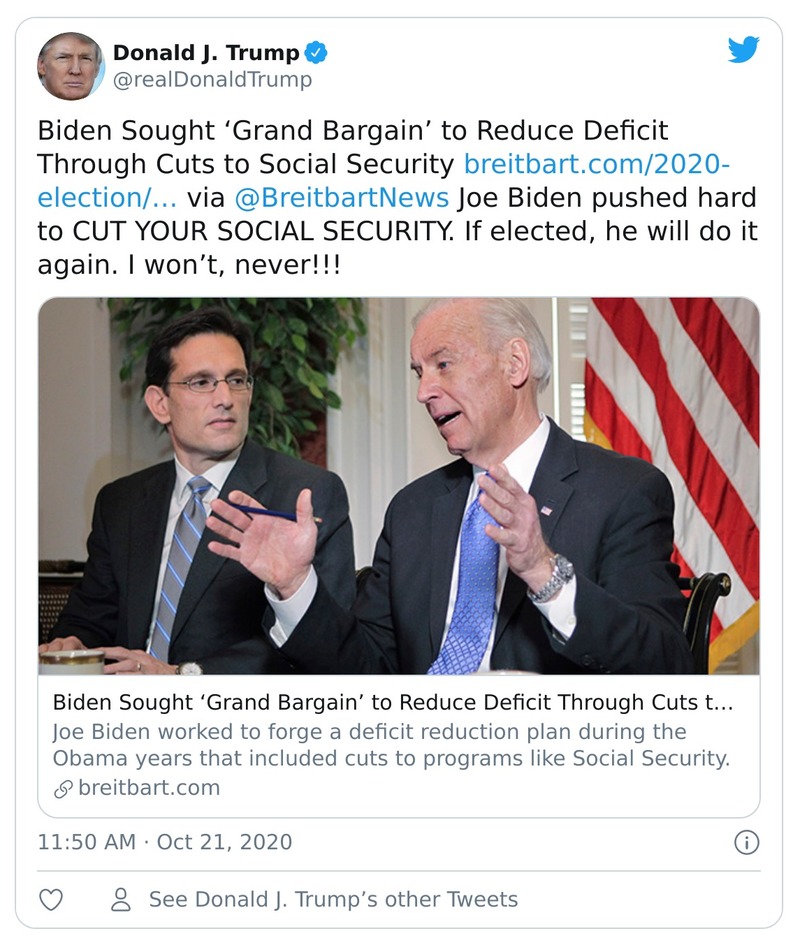 Donald J. Trump
@realDonaldTrump
Biden Sought ‘Grand Bargain’ to Reduce Deficit
Through Cuts to Social Security breitbart.com/2020-
election/… via @BreitbartNews Joe Biden pushed hard
to CUT YOUR SOCIAL SECURITY. If elected, he will do it
again. I won’t, never!!!
Biden Sought ‘Grand Bargain’ to Reduce Deficit Through Cuts t…
Joe Biden worked to forge a deficit reduction plan during the
Obama years that included cuts to programs like Social Security.
breitbart.com
11:50 AM · Oct 21, 2020
See Donald J. Trump’s other Tweets